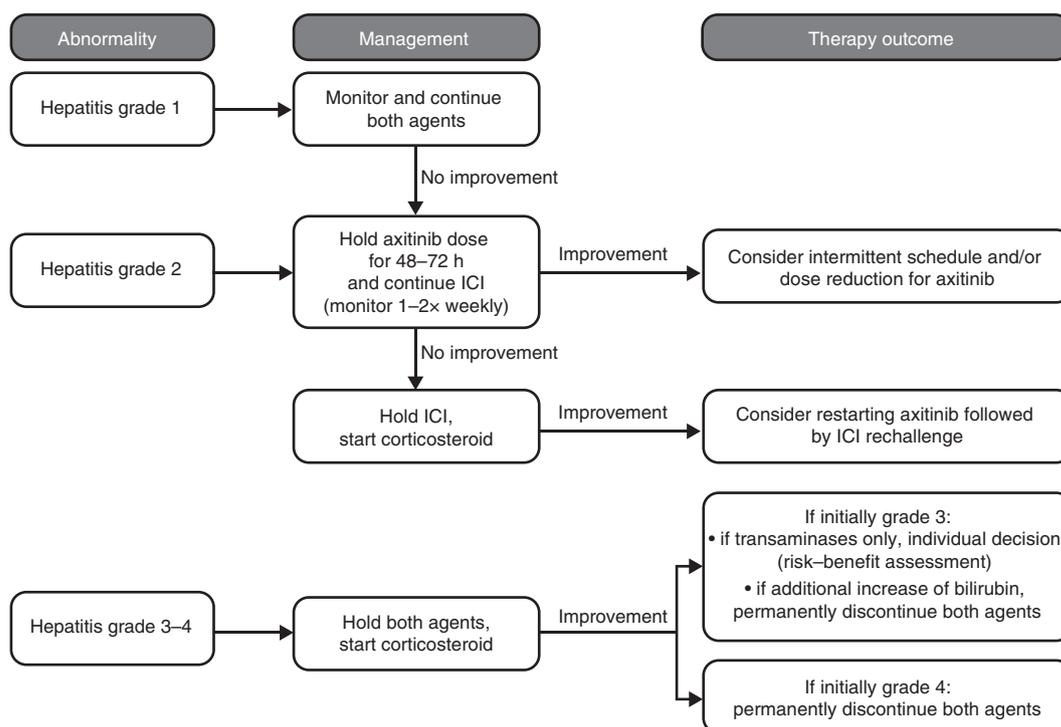 Abnormality
Management
Therapy outcome
Hepatitis grade 1
Monitor and continue
both agents
No improvement
Hepatitis grade 2
Hold axitinib dose
for 48–72 h
and continue ICI
(monitor 1–2× weekly)
Improvement
Consider intermittent schedule and/or
dose reduction for axitinib
No improvement
Hold ICI,
start corticosteroid
Improvement
Consider restarting axitinib followed
by ICI rechallenge
Hepatitis grade 3–4
Hold both agents,
start corticosteroid
Improvement
If initially grade 3:
• if transaminases only, individual decision
(risk–benefit assessment)
• if additional increase of bilirubin,
permanently discontinue both agents
If initially grade 4:
permanently discontinue both agents